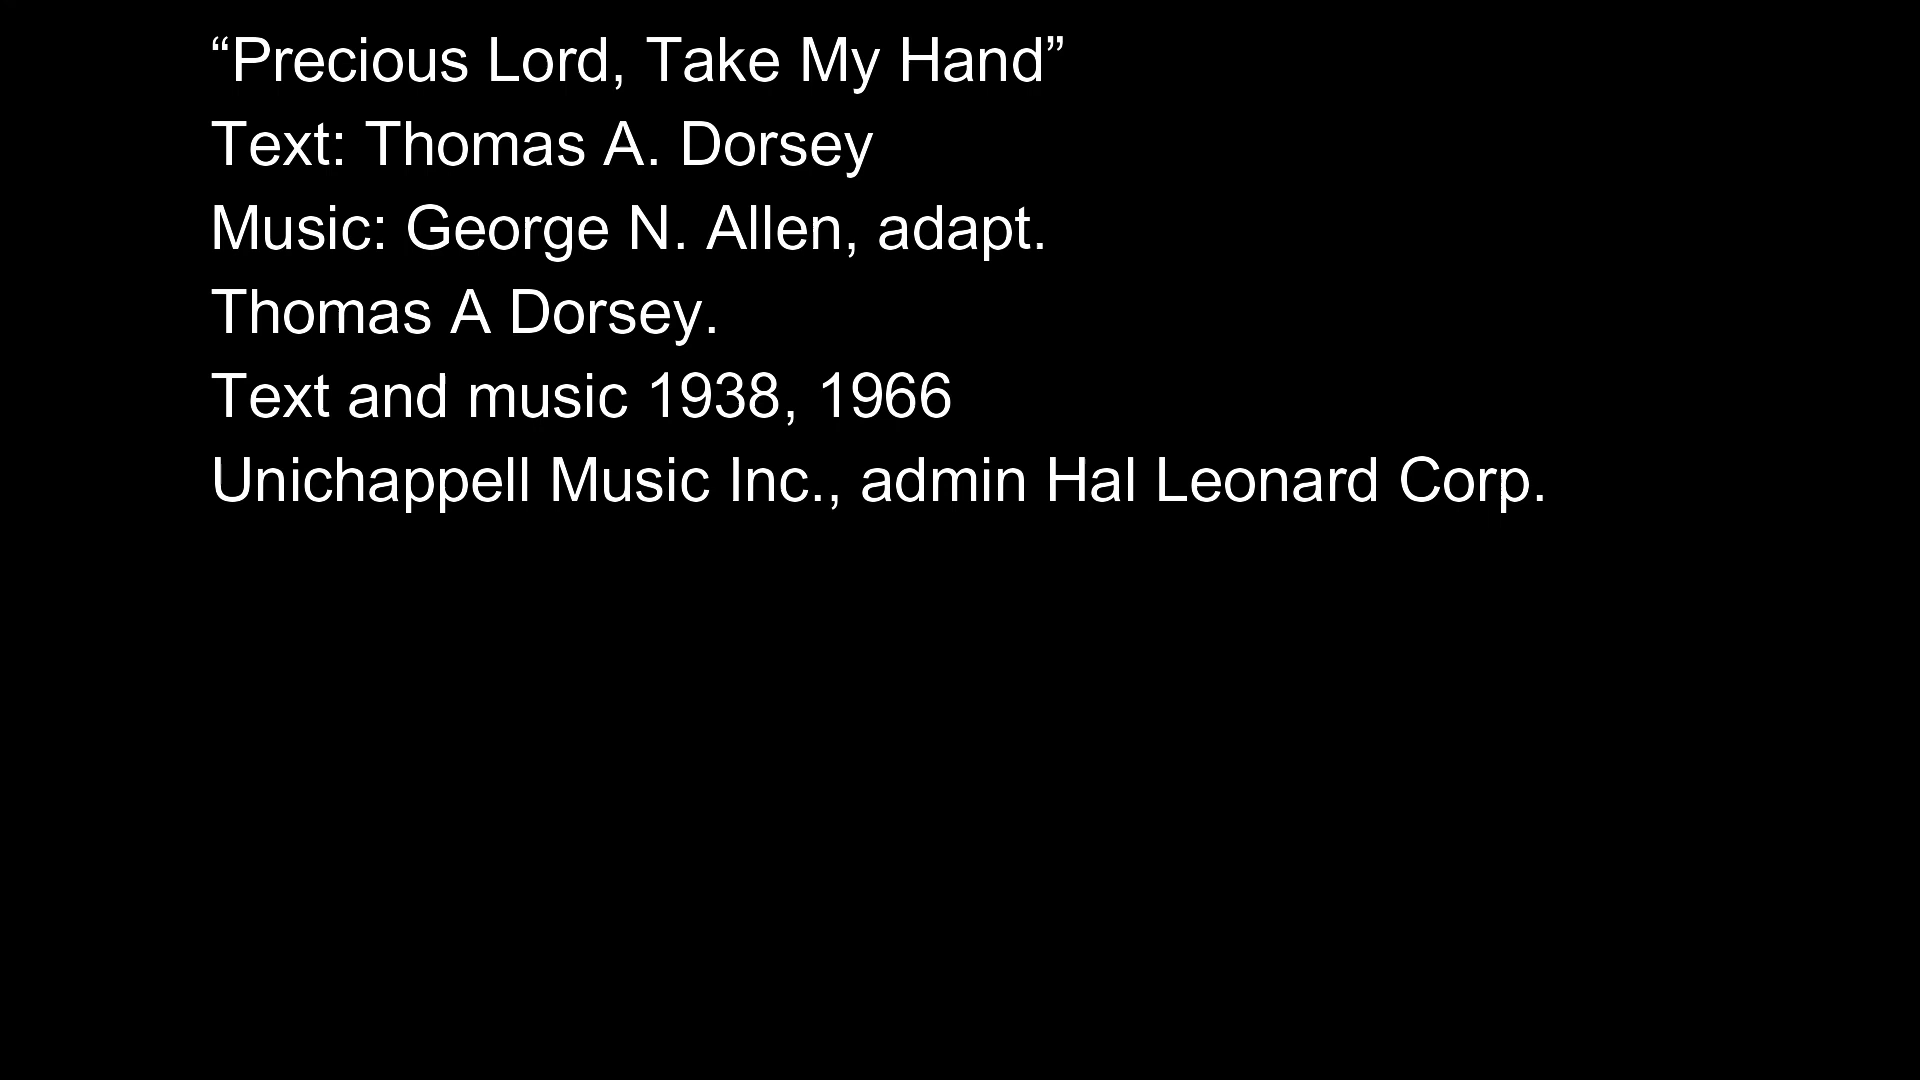 “Precious Lord, Take My Hand”
Text: Thomas A. Dorsey
Music: George N. Allen, adapt.
Thomas A Dorsey.
Text and music 1938, 1966
Unichappell Music Inc., admin Hal Leonard Corp.